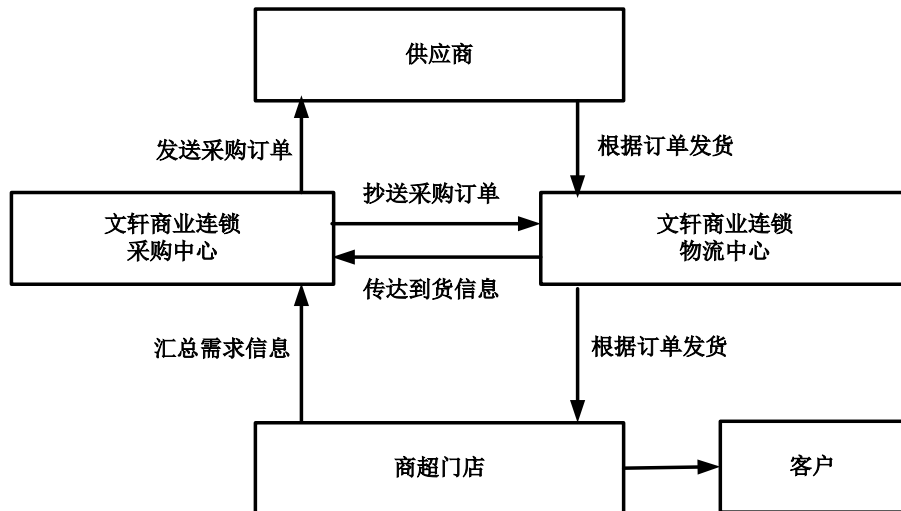 供应商
发送采购订单
根据订单发货
文轩商业连锁
采购中心
抄送采购订单
文轩商业连锁
物流中心
传达到货信息
汇总需求信息
根据订单发货
商超门店
客户